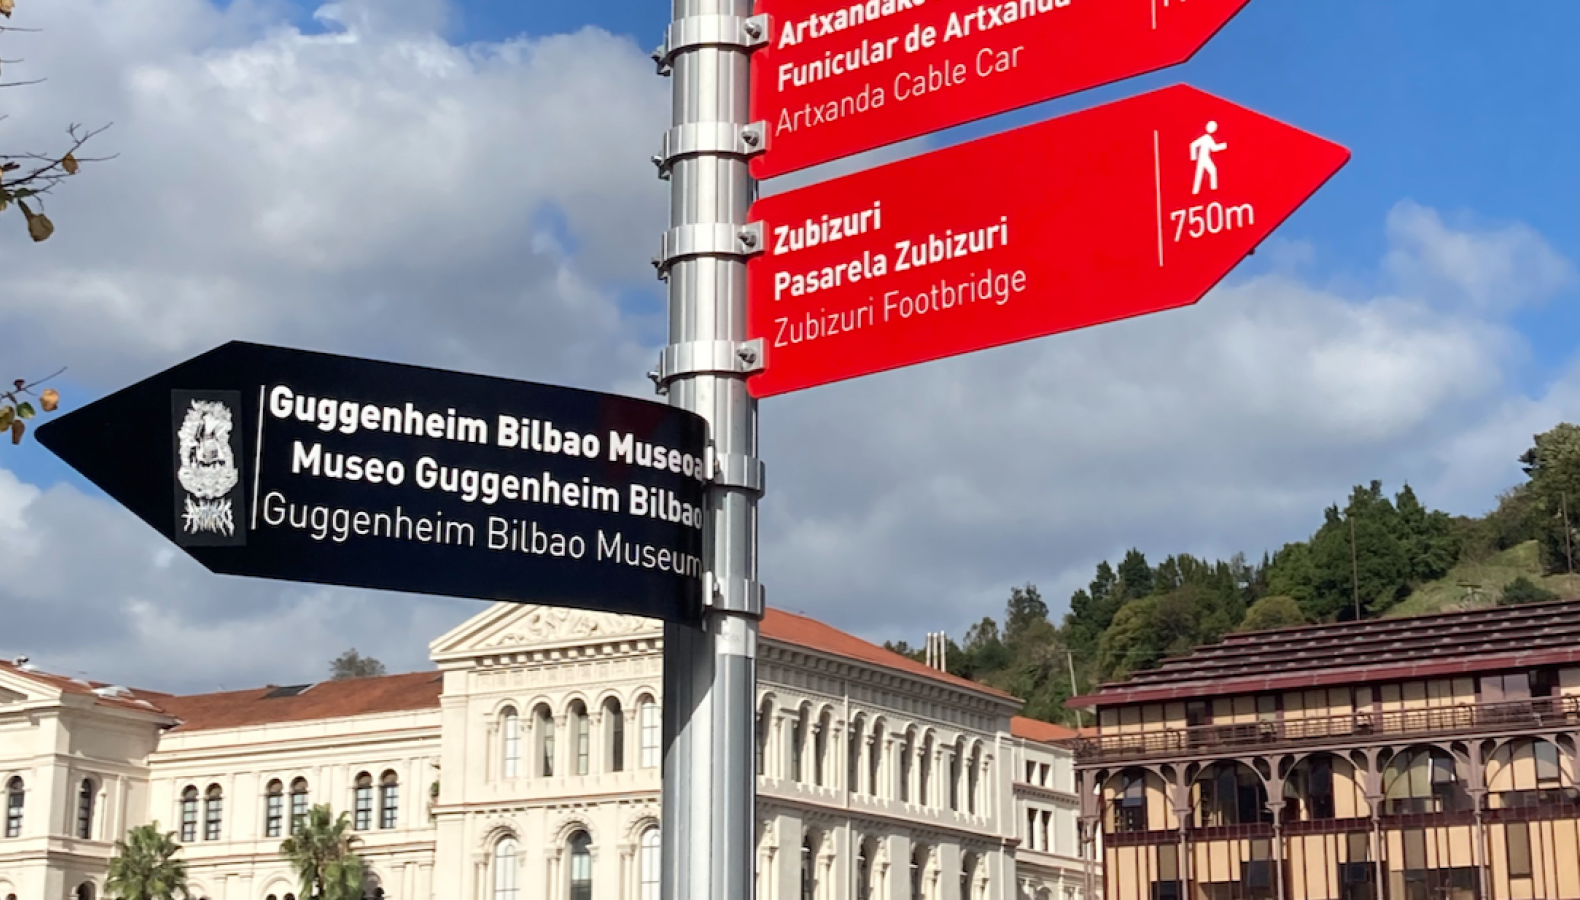 Funicular de Artxanda
Artxanda Cable Car
Zubizuri
Pasarela Zubizuri
Zubizuri Footbridge
750m
Guggenheim Bilbao Museoa
Museo Guggenheim Bilbao
Guggenheim Bilbao Museum